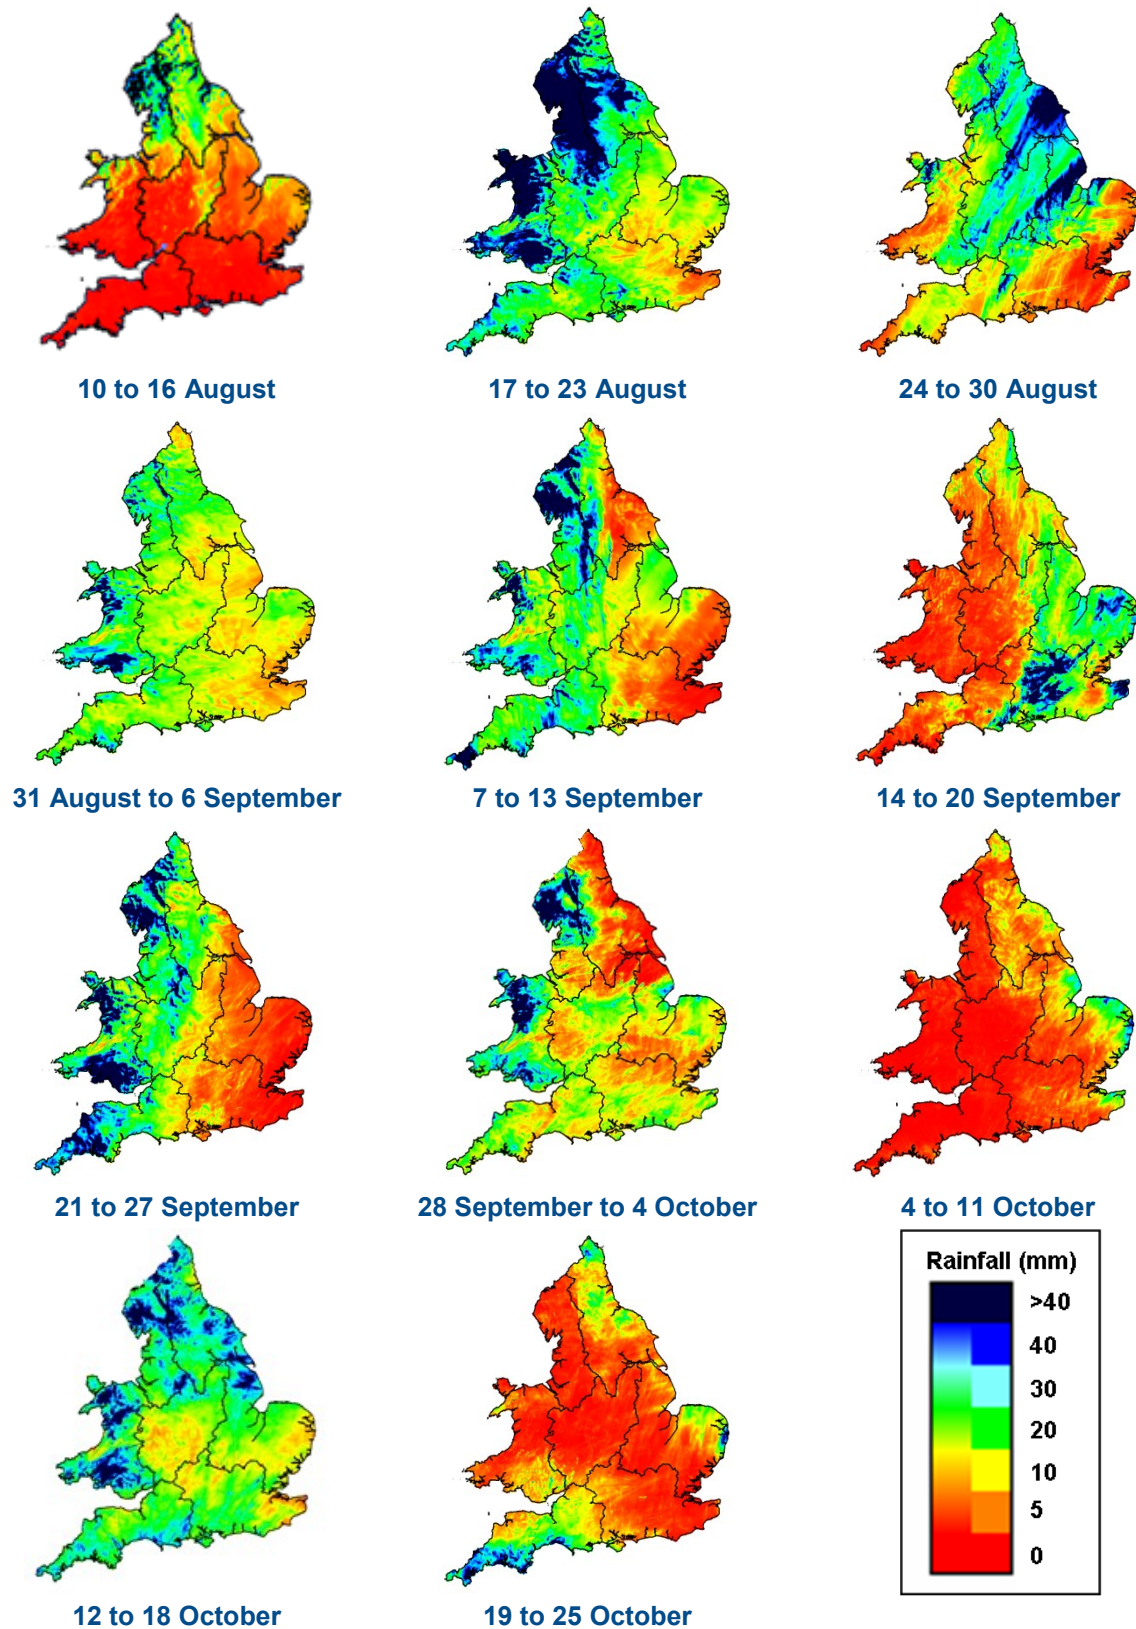 10 to 16 August
17 to 23 August
24 to 30 August
31 August to 6 September
7 to 13 September
14 to 20 September
21 to 27 September
28 September to 4 October
4 to 11 October
Rainfall (mm)
>40
40
30
20
10
5
0
12 to 18 October
19 to 25 October